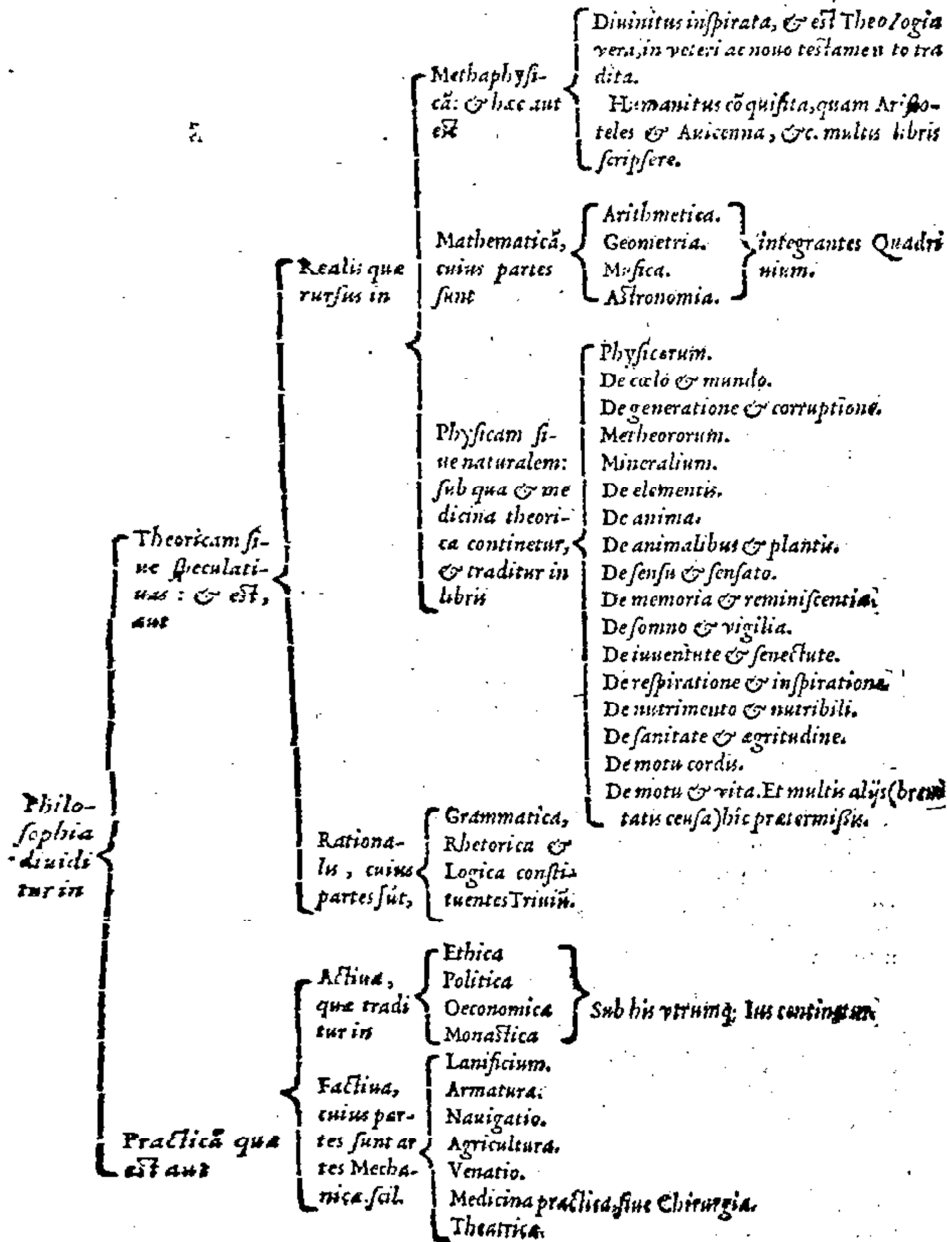 Philo-
sophia
diuidi
tur in
Theoricam si-
ue speculati-
uas : & est,
aut
Realis quæ
rursus in
Methaphysi-
cã: & hæc aut
est
Diuinitus inspirata, & est Theologia
vera, in veteri ac nouo testamen to tra
dita.
Humanitus cõquisita, quam Aristo-
teles & Auicenna, &c. multis libris
scripsere.
Mathematicã,
cuius partes
sunt
Arithmetica.
Geometria.
Musica.
Astronomia.
integrantes Quadri
uium.
Physicam si-
ue naturalem:
sub qua & me
dicina theori-
ca continetur,
& traditur in
libris
Physicorum.
De cælo & mundo.
De generatione & corruptione.
Metheororum.
Mineralium.
De elementis.
De anima.
De animalibus & plantis.
De sensu & sensato.
De memoria & reminiscentia.
De somno & vigilia.
De iuuentute & senectute.
De respiratione & inspiratione.
De nutrimento & nutribili.
De sanitate & ægritudine.
De motu cordis.
De motu & vita. Et multis alijs (breui
tatis ceusa) hic prætermißis.
Rationa-
lis, cuius
partes sũt,
Grammatica,
Rhetorica &
Logica consti-
tuentes Triuiũ.
Practicã quæ
est aut
Actiua,
quæ tradi
tur in
Ethica
Politica
Oeconomica
Monastica
Sub his vtrumq; Ius continetur.
Factiua,
cuius par-
tes sunt ar
tes Mecha-
nicæ. scil.
Lanificium.
Armatura.
Nauigatio.
Agricultura.
Venatio.
Medicina practica, siue Chirurgia.
Theatrica.